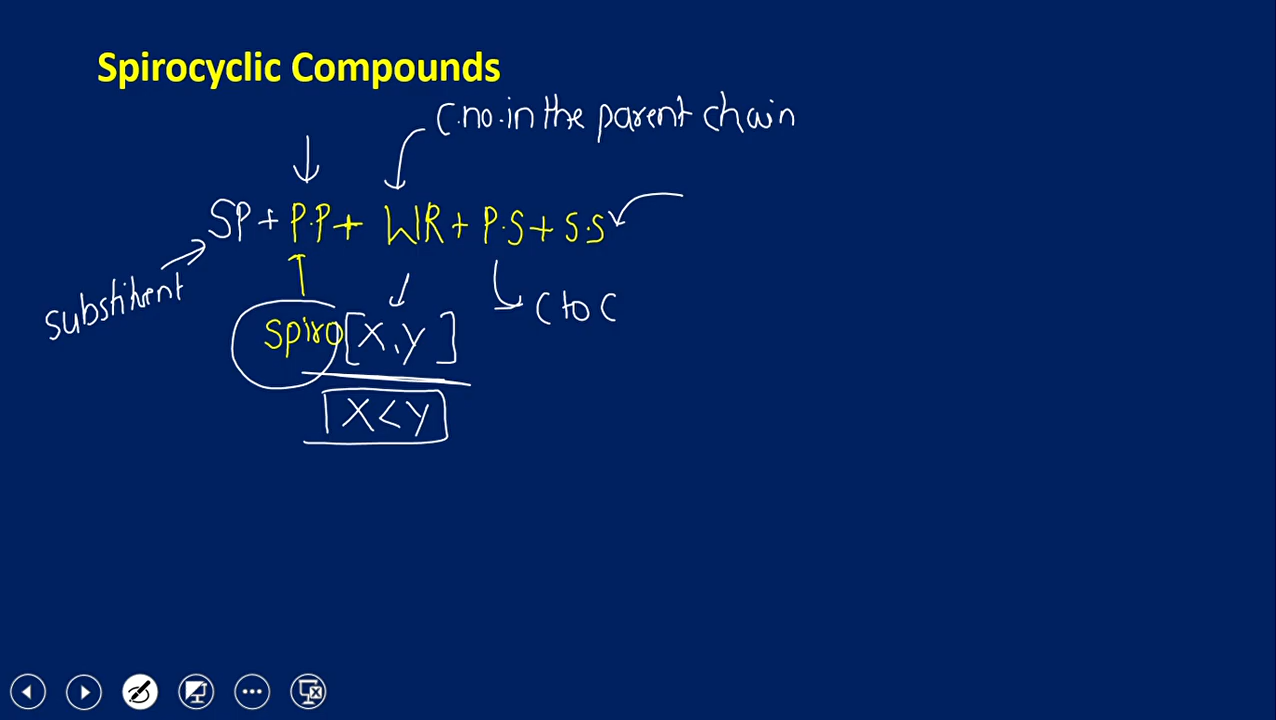 Spirocyclic Compounds
C.no.in the parent chain
SP+ P.P+ WR+ P.S+ S.S
substituent
C to C
spiro[X,Y]
X<Y